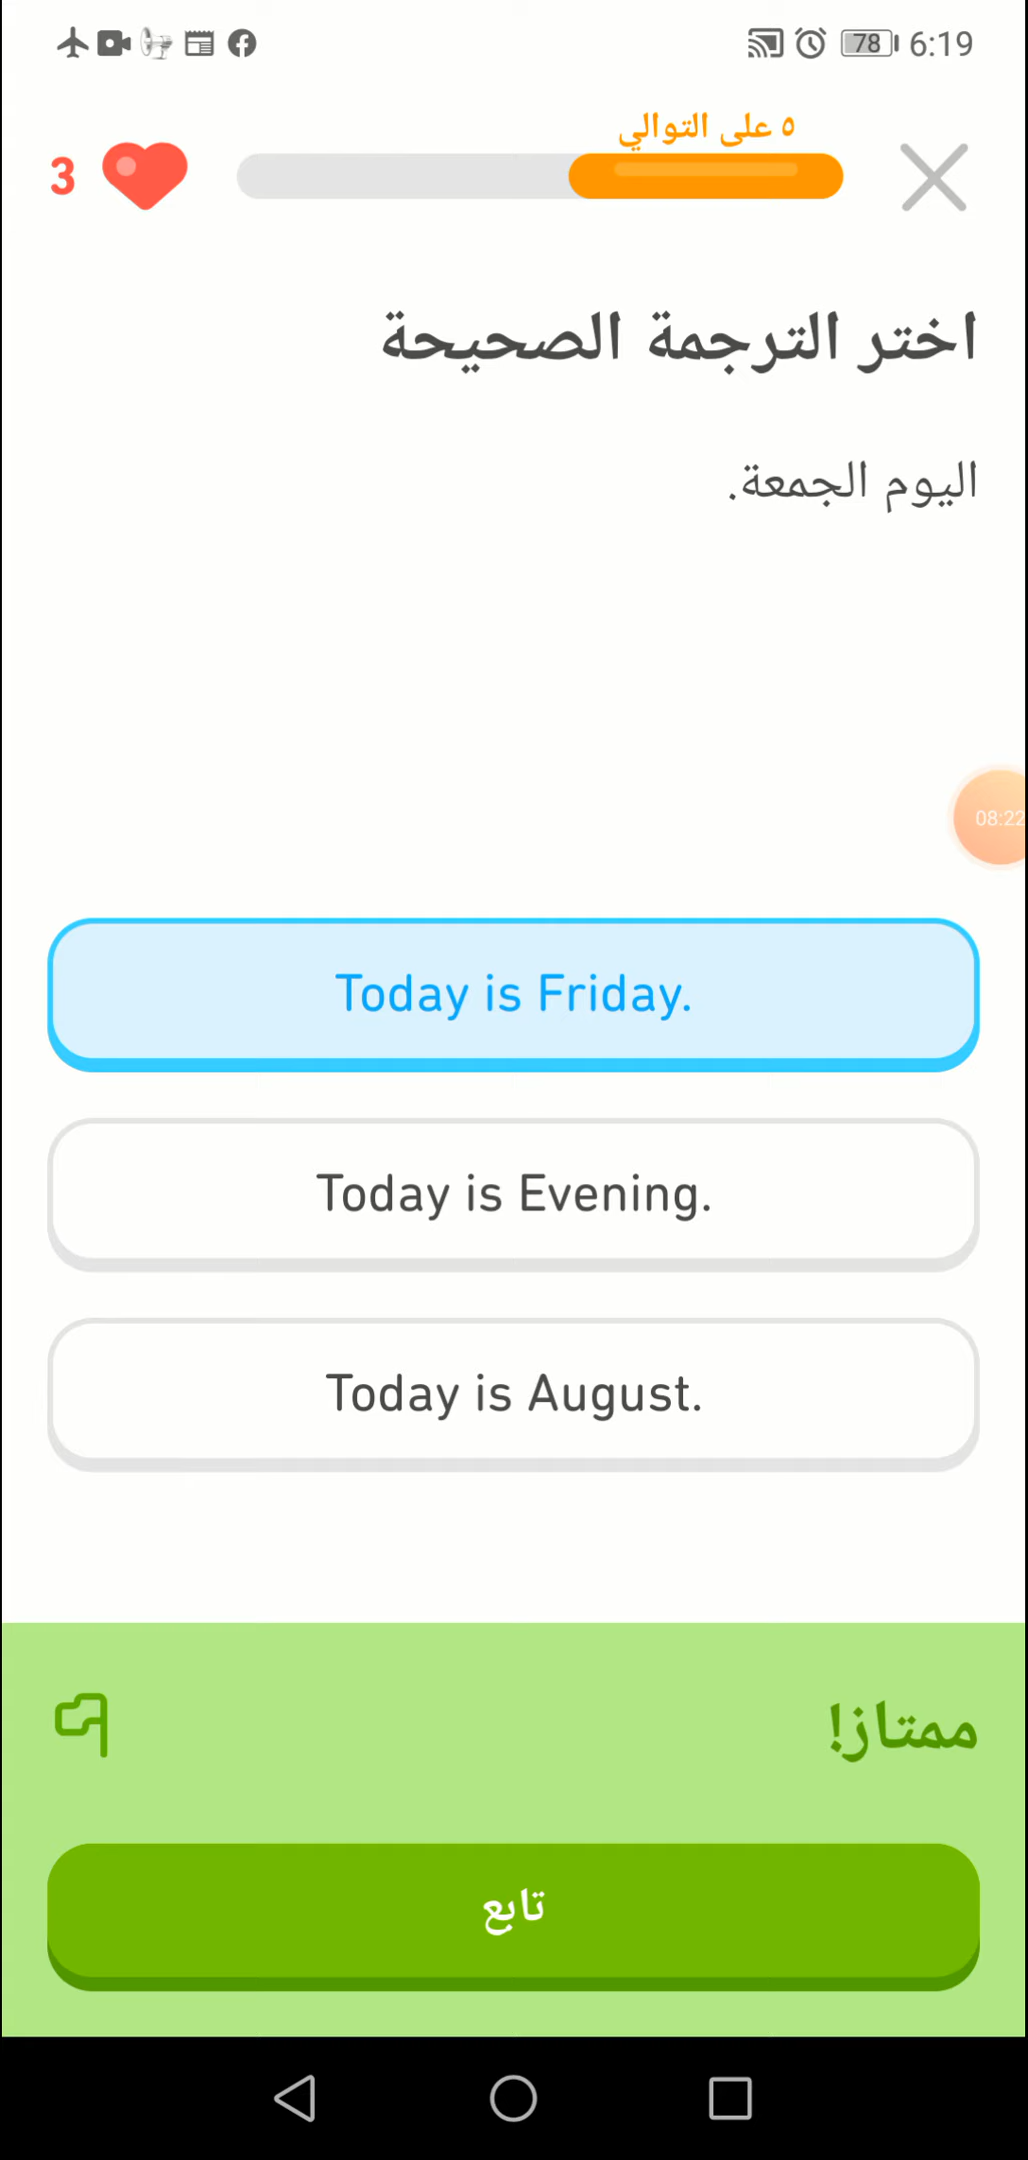 78 6:19
٥ على التوالي
3
اختر الترجمة الصحيحة
اليوم الجمعة.
08:22
Today is Friday.
Today is Evening.
Today is August.
ممتاز!
تابع